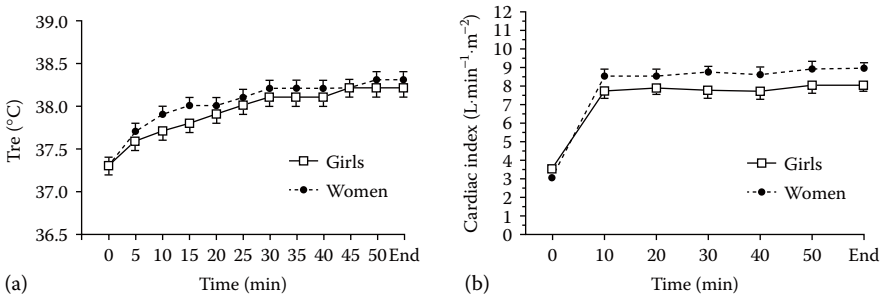 39.0
38.5
38.0
37.5
37.0
36.5
Tre (°C)
Girls
Women
0 5 10 15 20 25 30 35 40 45 50 End
Time (min)
(a)
12
11
10
9
8
7
6
5
4
3
2
1
0
Cardiac index (L·min⁻¹·m⁻²)
Girls
Women
0 10 20 30 40 End
Time (min)
(b)